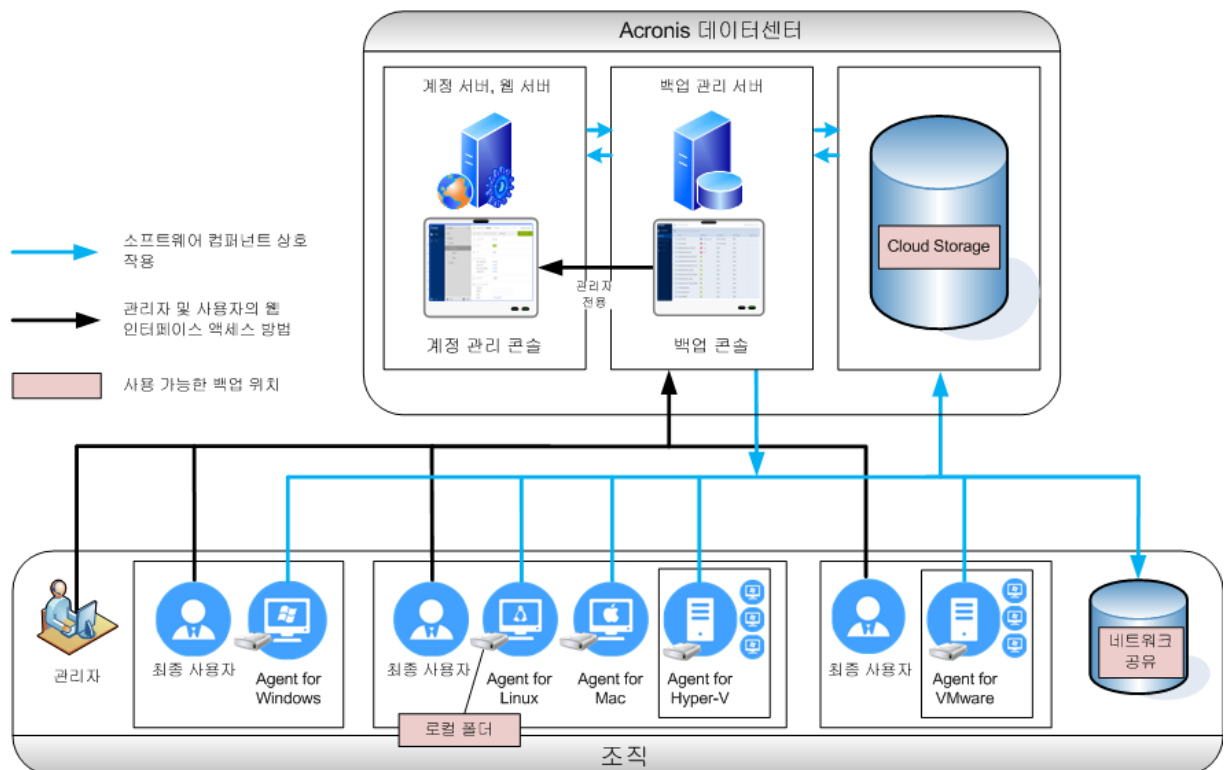 Acronis 데이터센터
계정 서버, 웹 서버
백업 관리 서버
Cloud Storage
관리자
전용
계정 관리 콘솔
백업 콘솔
소프트웨어 컴퍼넌트 상호
작용
관리자 및 사용자의 웹
인터페이스 액세스 방법
사용 가능한 백업 위치
관리자
최종 사용자
Agent for
Windows
최종 사용자
Agent for
Linux
Agent for
Mac
Agent for
Hyper-V
로컬 폴더
최종 사용자
Agent for
VMware
네트워크
공유
조직